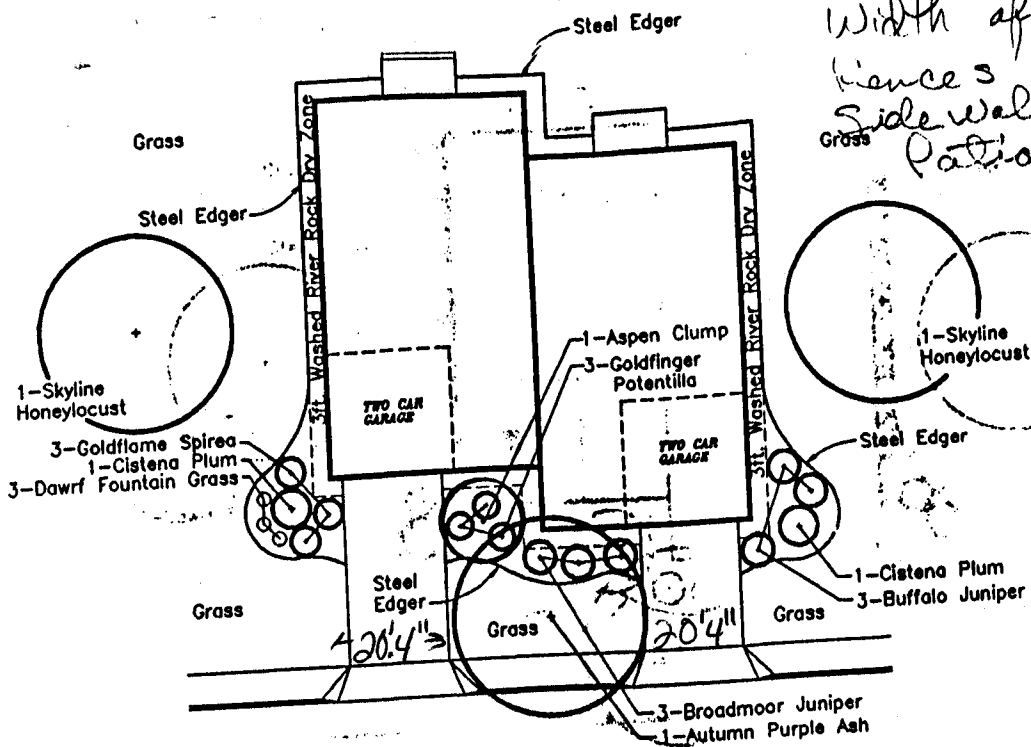 Steel Edger
Width
Fences
Side Wal
Patio
Grass
Grass
Steel Edger
3ft. Washed River Rock Dry Zone
3ft. Washed River Rock Dry Zone
1-Skyline
Honeylocust
1-Aspen Clump
3-Goldfinger
Potentilla
1-Skyline
Honeylocust
TWO CAR
GARAGE
TWO CAR
GARAGE
3-Goldflame Spirea
1-Cistena Plum
3-Dawrf Fountain Grass
Steel Edger
1-Cistena Plum
3-Buffalo Juniper
Steel
Edger
Grass
Grass
Grass
20'4"
20'4"
3-Broadmoor Juniper
1-Autumn Purple Ash